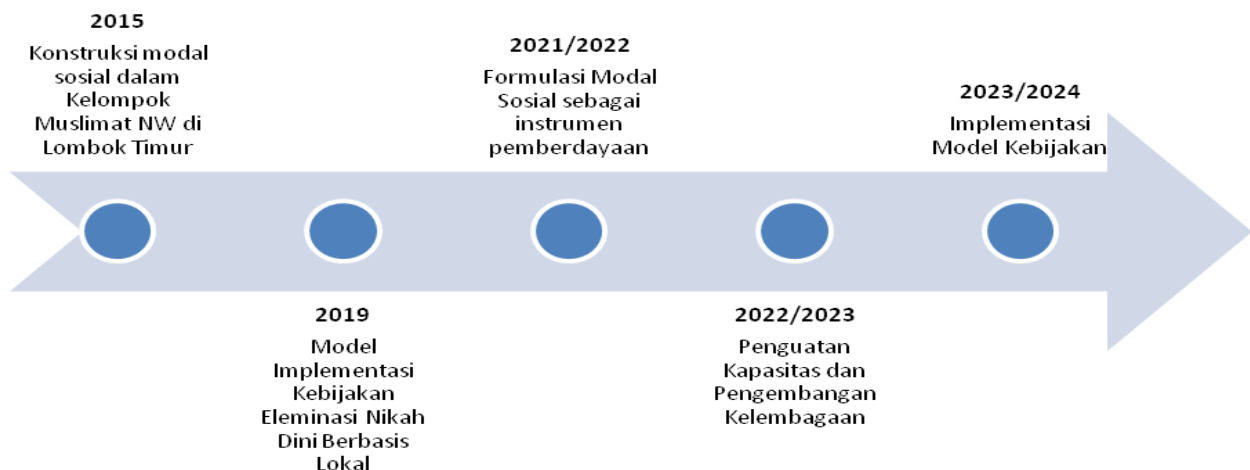 2015
Konstruksi modal
sosial dalam
Kelompok
Muslimat NW di
Lombok Timur
2019
Model
Implementasi
Kebijakan
Eleminasi Nikah
Dini Berbasis
Lokal
2021/2022
Formulasi Modal
Sosial sebagai
instrumen
pemberdayaan
2022/2023
Penguatan
Kapasitas dan
Pengembangan
Kelembagaan
2023/2024
Implementasi
Model Kebijakan